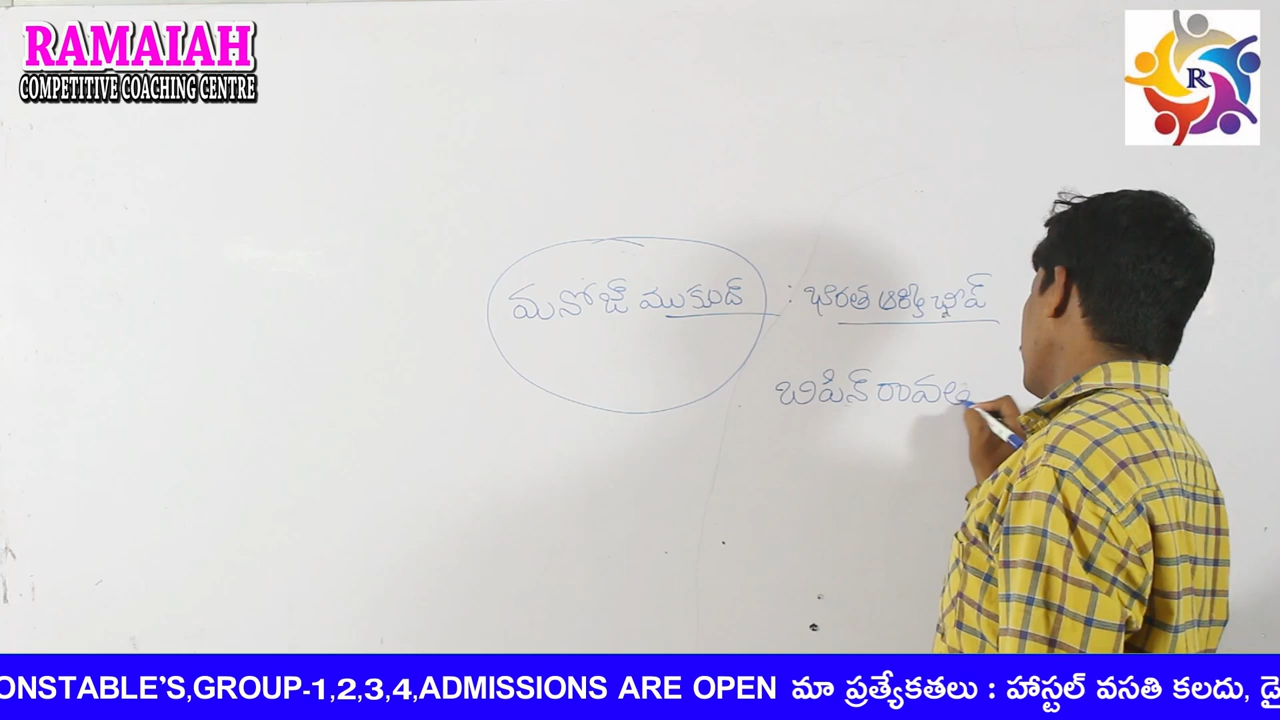 RAMAIAH
COMPETITIVE COACHING CENTRE
R
మనోజ్ ముకుంద్ : భారత ఆర్మీ చీఫ్
బిపిన్ రావత్
ONSTABLE'S,GROUP-1,2,3,4,ADMISSIONS ARE OPEN మా ప్రత్యేకతలు : హాస్టల్ వసతి కలదు, డై